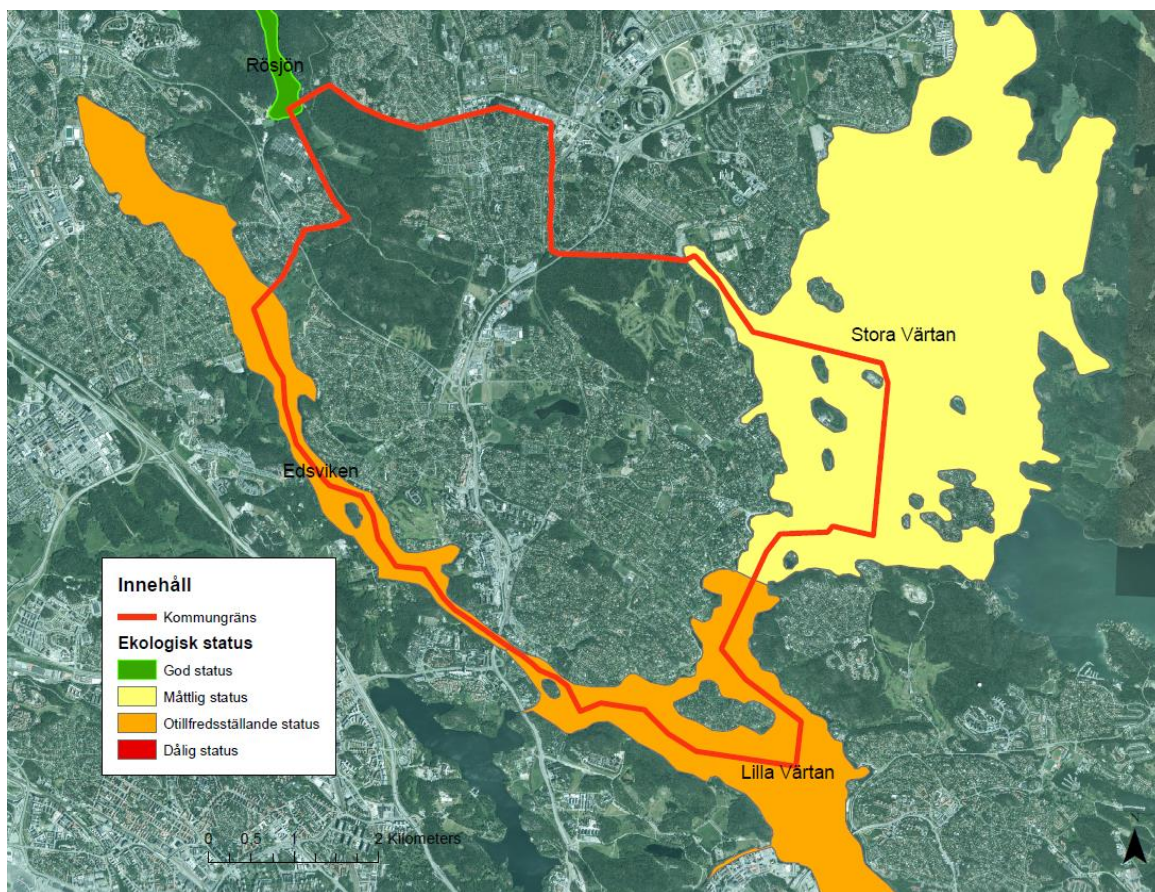 Rösjön
Stora Värtan
Edsviken
Innehåll
Kommungräns
Ekologisk status
God status
Måttlig status
Otillfredsställande status
Dålig status
Lilla Värtan
0 0.5 1 2 Kilometers
N